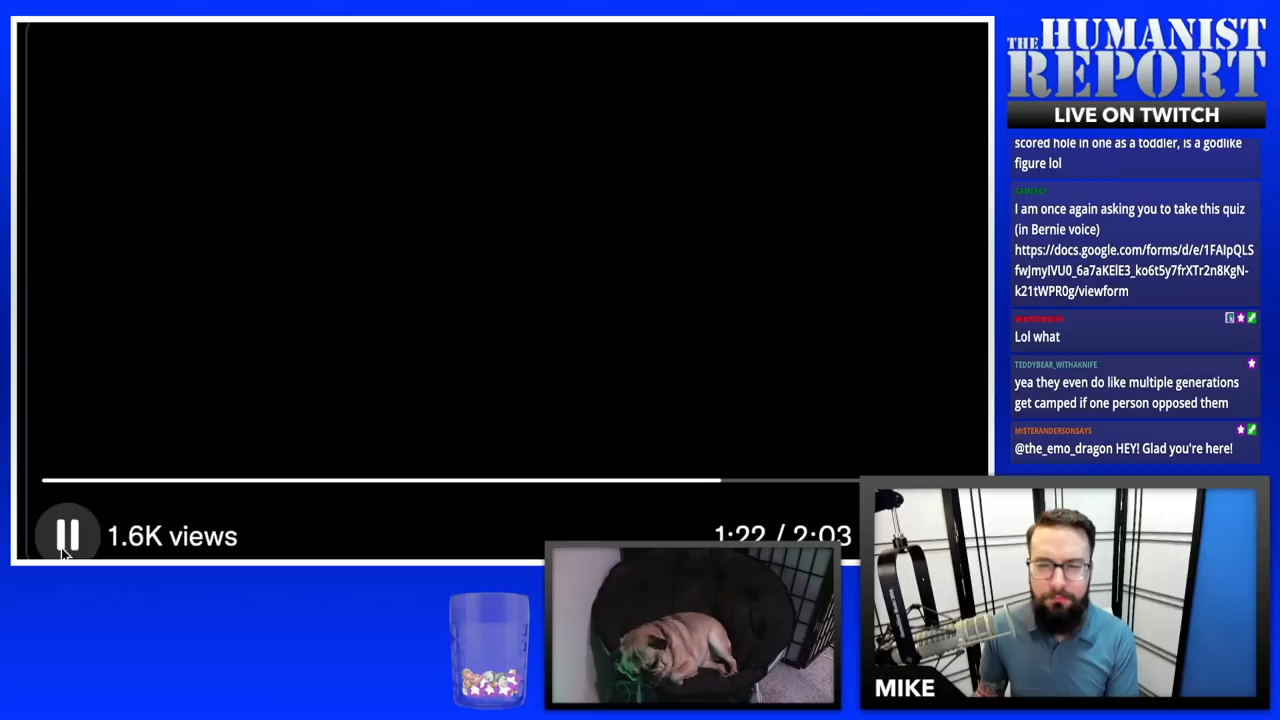 THE HUMANIST
REPORT
LIVE ON TWITCH
scored hole in one as a toddler, is a godlike
figure lol
I am once again asking you to take this quiz
(in Bernie voice)
https://docs.google.com/forms/d/e/1FAIpQLS
fwJmyIVU0_6a7aKElE3_ko6t5y7frXTr2n8KgN-
k21tWPR0g/viewform
Lol what
TEDDYBEAR_WITHAKNIFE
yea they even do like multiple generations
get camped if one person opposed them
MISTERANDERSONSAYS
@the_emo_dragon HEY! Glad you're here!
1.6K views
1:22 / 2:03
MIKE